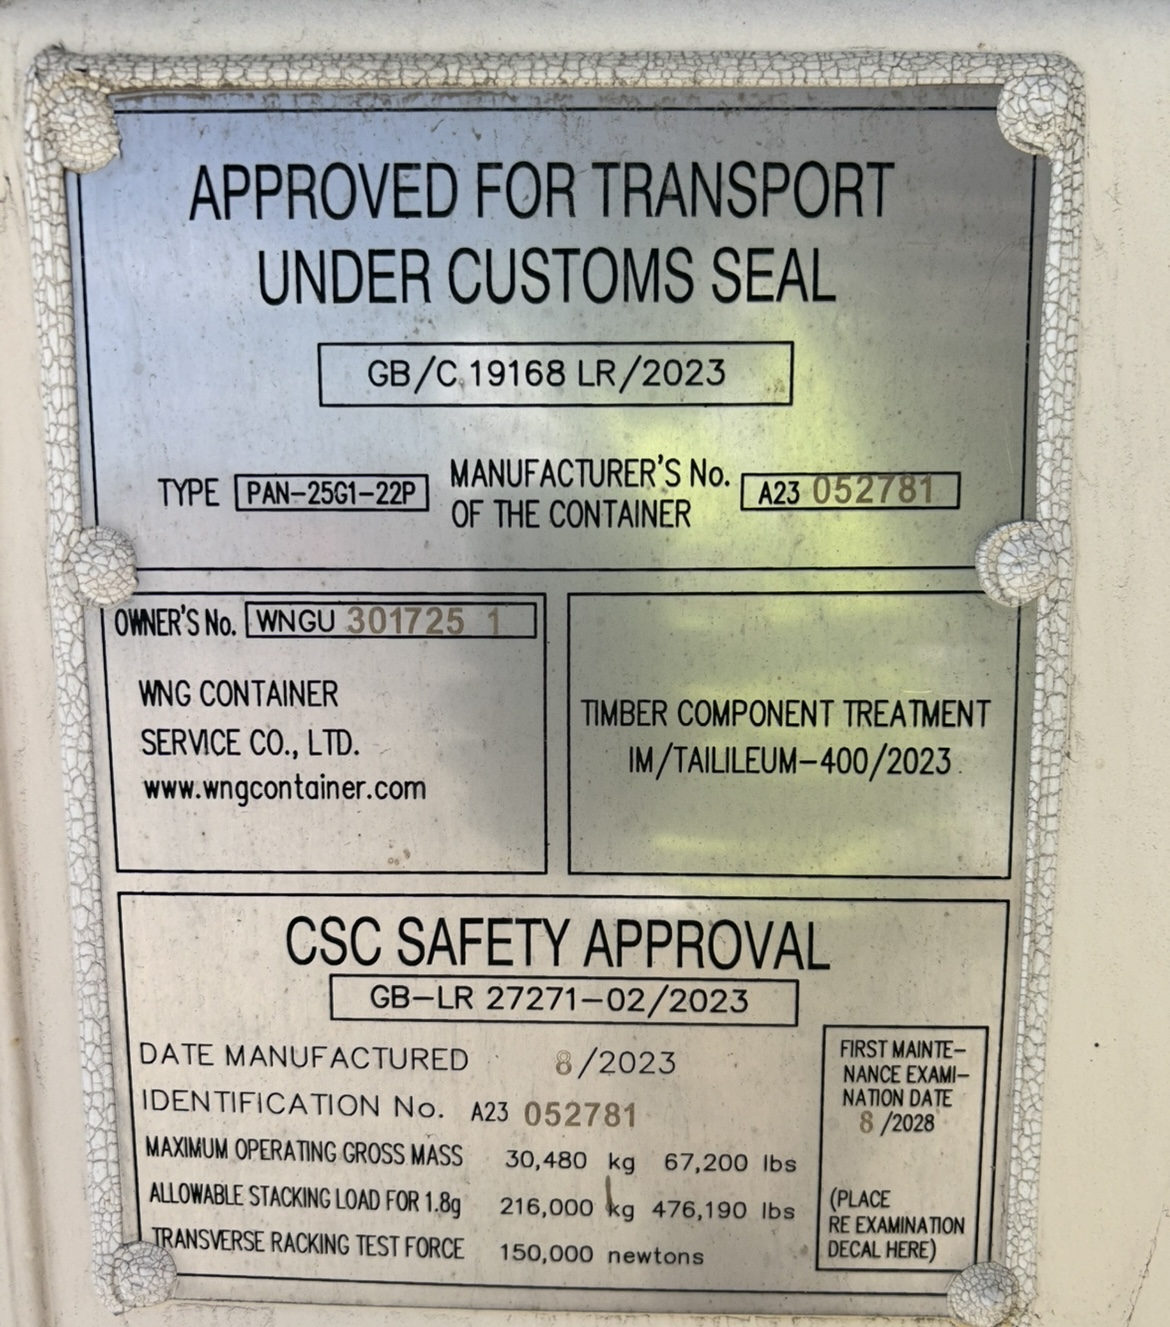 APPROVED FOR TRANSPORT
UNDER CUSTOMS SEAL
GB/C 19168 LR/2023
TYPE PAN-25G1-22P MANUFACTURER'S No. OF THE CONTAINER A23 052781
OWNER'S No. WNGU 301725 1
WNG CONTAINER
SERVICE CO., LTD.
www.wngcontainer.com
TIMBER COMPONENT TREATMENT
IM/TAILILEUM-400/2023
CSC SAFETY APPROVAL
GB-LR 27271-02/2023
DATE MANUFACTURED 8/2023
IDENTIFICATION No. A23 052781
MAXIMUM OPERATING GROSS MASS 30,480 kg 67,200 lbs
ALLOWABLE STACKING LOAD FOR 1.8g 216,000 kg 476,190 lbs
TRANSVERSE RACKING TEST FORCE 150,000 newtons
FIRST MAINTE-
NANCE EXAMI-
NATION DATE
8/2028
(PLACE
RE EXAMINATION
DECAL HERE)